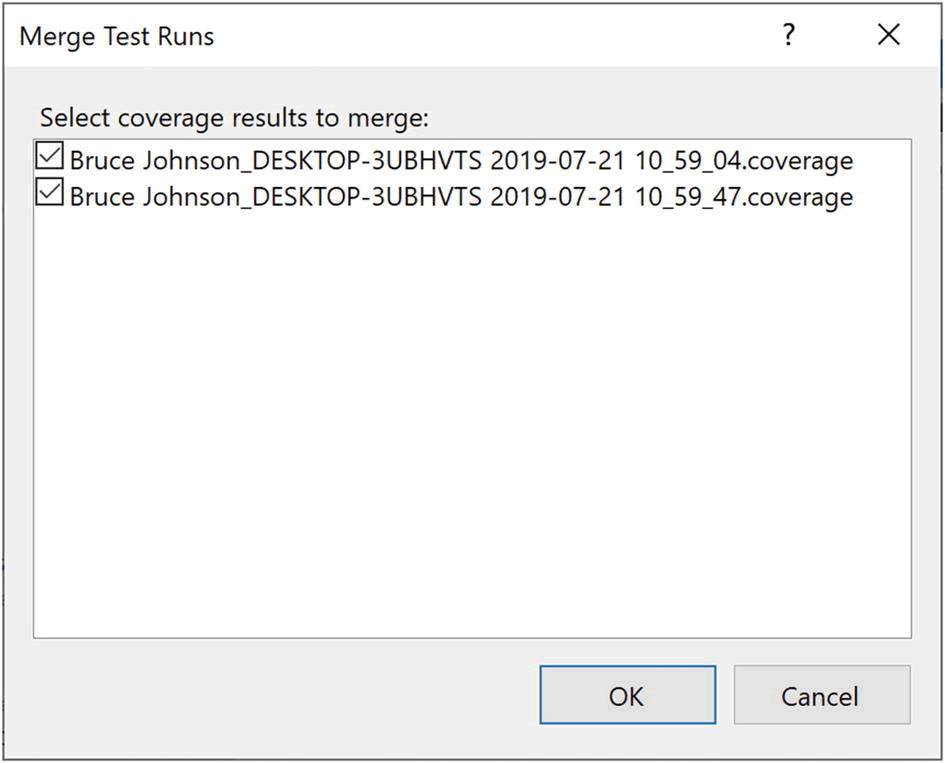 Merge Test Runs ?
Select coverage results to merge:
Bruce Johnson_DESKTOP-3UBHVTS 2019-07-21 10_59_04.coverage
Bruce Johnson_DESKTOP-3UBHVTS 2019-07-21 10_59_47.coverage
OK Cancel